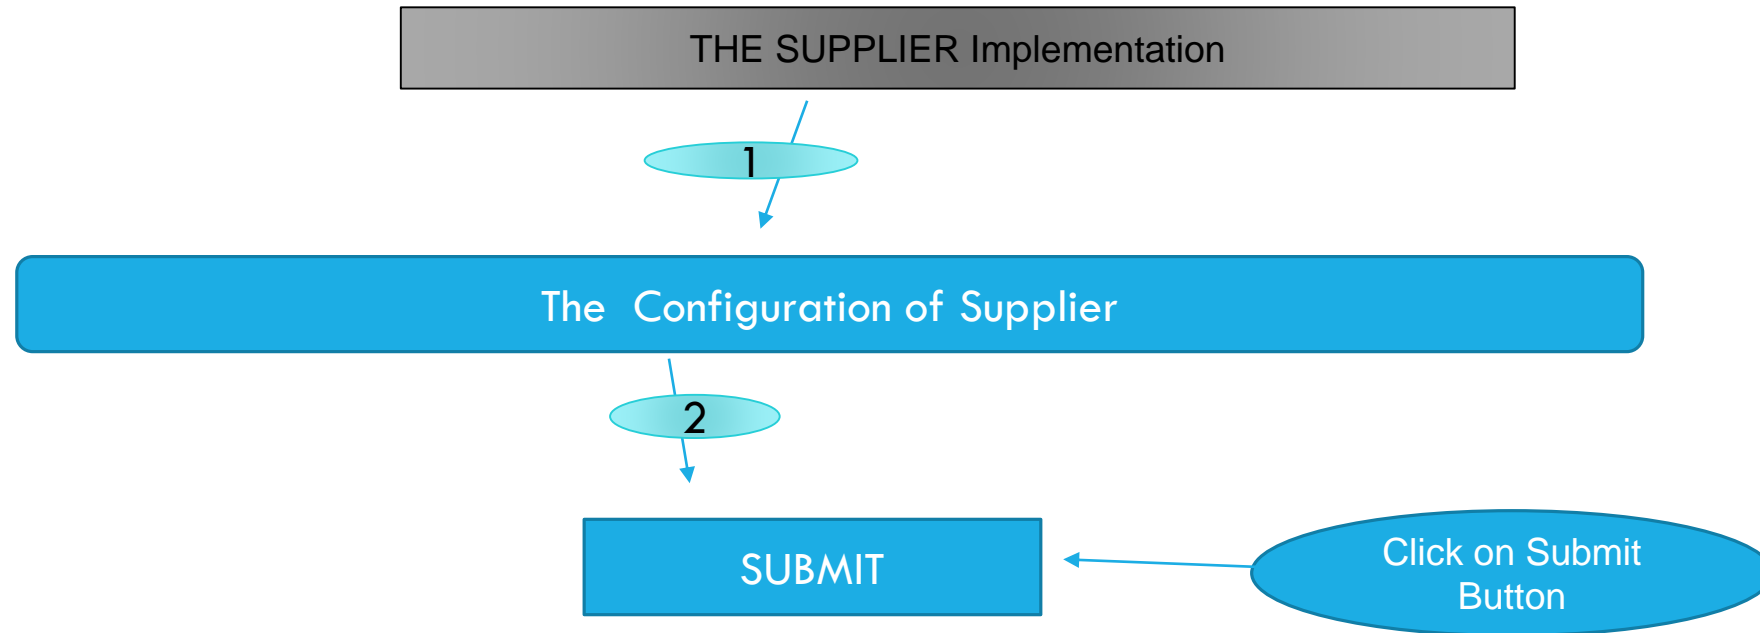 THE SUPPLIER Implementation
1
The Configuration of Supplier
2
SUBMIT
Click on Submit
Button